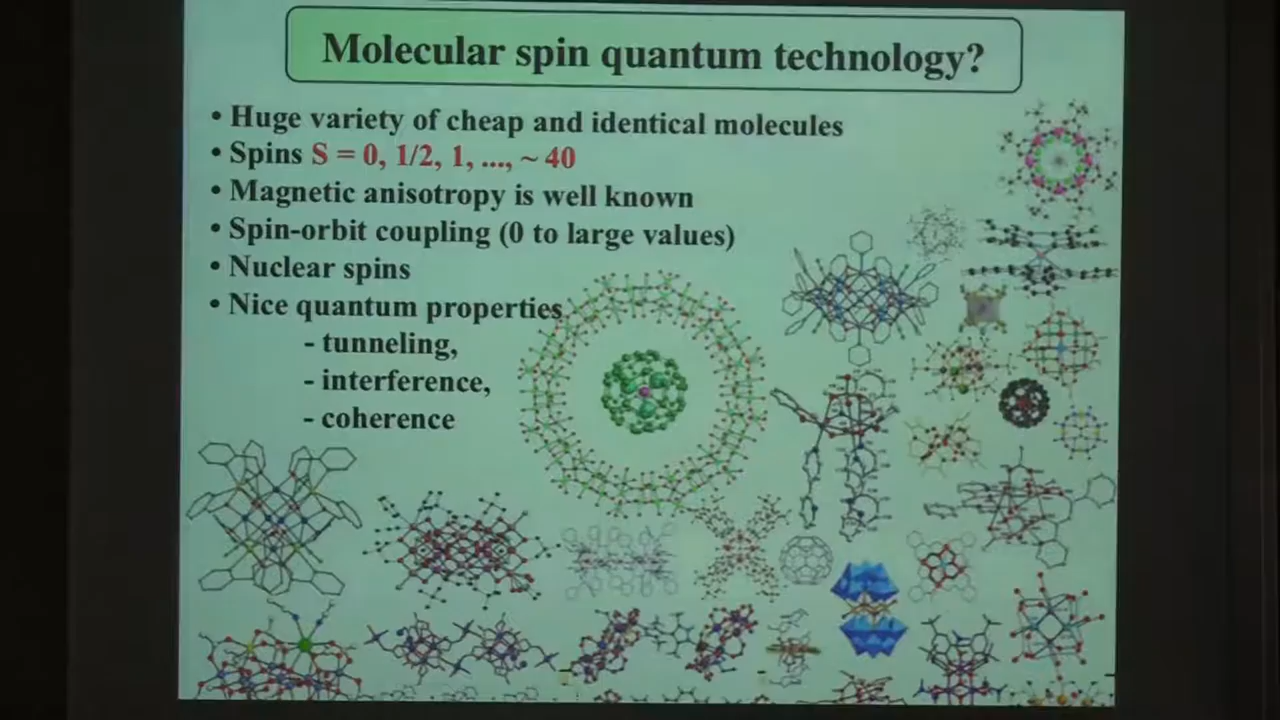 Molecular spin quantum technology?
• Huge variety of cheap and identical molecules
• Spins S = 0, 1/2, 1, ..., ~ 40
• Magnetic anisotropy is well known
• Spin-orbit coupling (0 to large values)
• Nuclear spins
• Nice quantum properties
- tunneling,
- interference,
- coherence